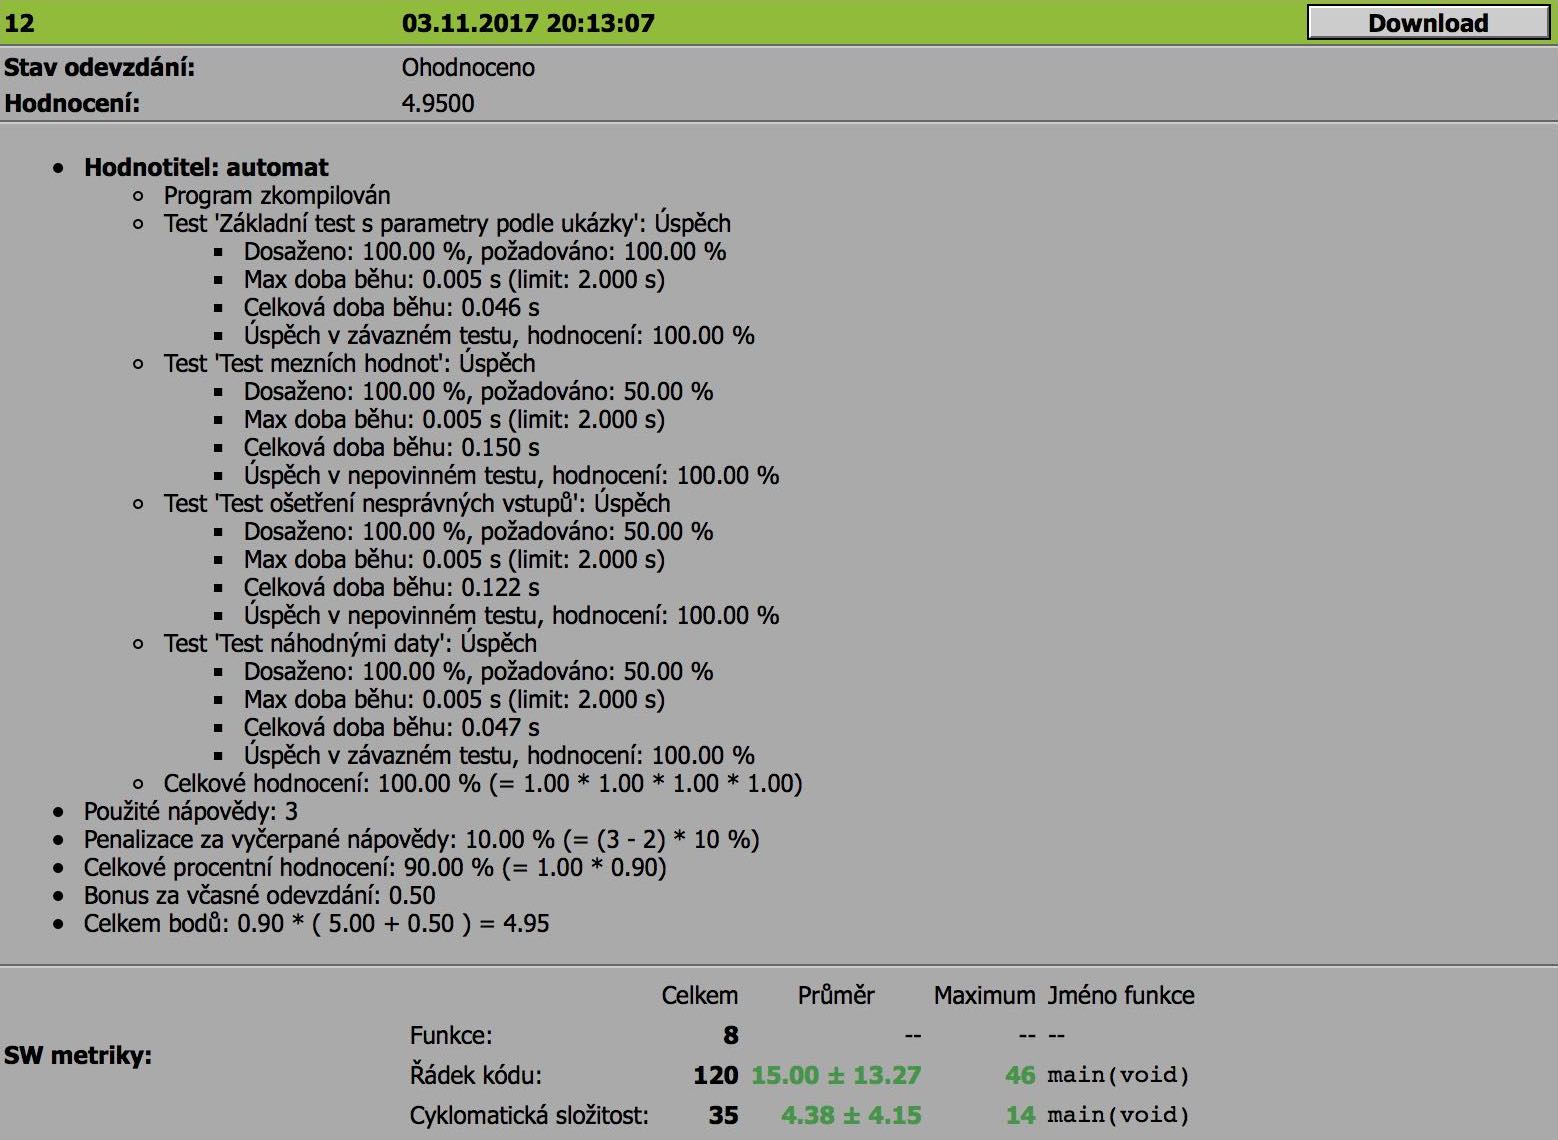 12 03.11.2017 20:13:07 Download
Stav odevzdání: Ohodnoceno
Hodnocení: 4.9500
Hodnotitel: automat
Program zkompilován
Test 'Základní test s parametry podle ukázky': Úspěch
Dosaženo: 100.00 %, požadováno: 100.00 %
Max doba běhu: 0.005 s (limit: 2.000 s)
Celková doba běhu: 0.046 s
Úspěch v závazném testu, hodnocení: 100.00 %
Test 'Test mezních hodnot': Úspěch
Dosaženo: 100.00 %, požadováno: 50.00 %
Max doba běhu: 0.005 s (limit: 2.000 s)
Celková doba běhu: 0.150 s
Úspěch v nepovinném testu, hodnocení: 100.00 %
Test 'Test ošetření nesprávných vstupů': Úspěch
Dosaženo: 100.00 %, požadováno: 50.00 %
Max doba běhu: 0.005 s (limit: 2.000 s)
Celková doba běhu: 0.122 s
Úspěch v nepovinném testu, hodnocení: 100.00 %
Test 'Test náhodnými daty': Úspěch
Dosaženo: 100.00 %, požadováno: 50.00 %
Max doba běhu: 0.005 s (limit: 2.000 s)
Celková doba běhu: 0.047 s
Úspěch v závazném testu, hodnocení: 100.00 %
Celkové hodnocení: 100.00 % (= 1.00 * 1.00 * 1.00 * 1.00)
Použité nápovědy: 3
Penalizace za vyčerpané nápovědy: 10.00 % (= (3 - 2) * 10 %)
Celkové procentní hodnocení: 90.00 % (= 1.00 * 0.90)
Bonus za včasné odevzdání: 0.50
Celkem bodů: 0.90 * ( 5.00 + 0.50 ) = 4.95
SW metriky:
Celkem Průměr Maximum Jméno funkce
Funkce: 8 -- -- --
Řádek kódu: 120 15.00 ± 13.27 46 main(void)
Cyklomatická složitost: 35 4.38 ± 4.15 14 main(void)